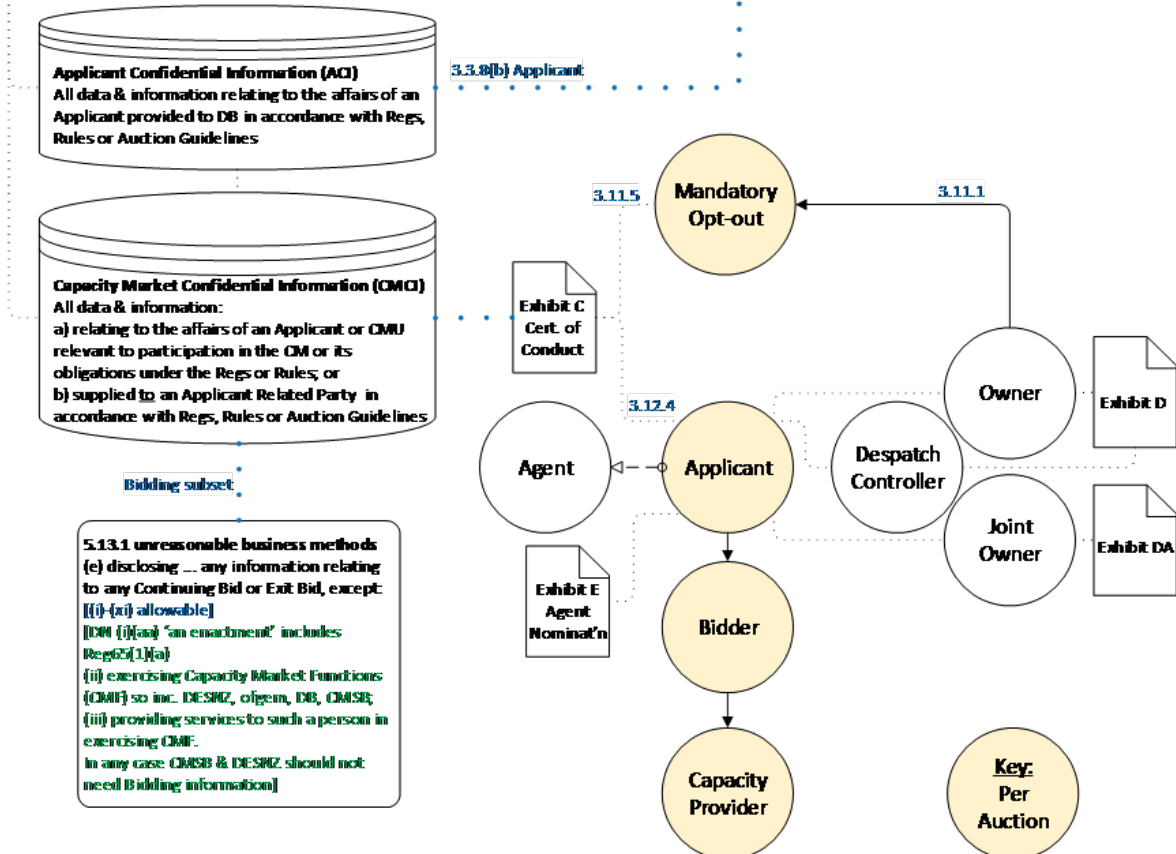 Applicant Confidential Information (ACI)
All data & information relating to the affairs of an
Applicant provided to DB in accordance with Regs,
Rules or Auction Guidelines
3.3.8(b) Applicant
Capacity Market Confidential Information (CMCI)
All data & information:
a) relating to the affairs of an Applicant or CMU
relevant to participation in the CM or its
obligations under the Regs or Rules; or
b) supplied to an Applicant Related Party in
accordance with Regs, Rules or Auction Guidelines
Bidding subset
5.13.1 unreasonable business methods
(e) disclosing ... any information relating
to any Continuing Bid or Exit Bid, except:
[(i)-(xi) allowable]
[DN (i)(aa) 'an enactment' includes
Reg65(1)(a)
(ii) exercising Capacity Market Functions
(CMF) so inc. DESNZ, ofgem, DB, CMSB;
(iii) providing services to such a person in
exercising CMF.
In any case CMSB & DESNZ should not
need Bidding information]
3.11.5
Mandatory
Opt-out
3.11.1
Exhibit C
Cert. of
Conduct
3.12.4
Agent
Applicant
Despatch
Controller
Owner
Exhibit D
Joint
Owner
Exhibit DA
Exhibit E
Agent
Nominat'n
Bidder
Capacity
Provider
Key:
Per
Auction